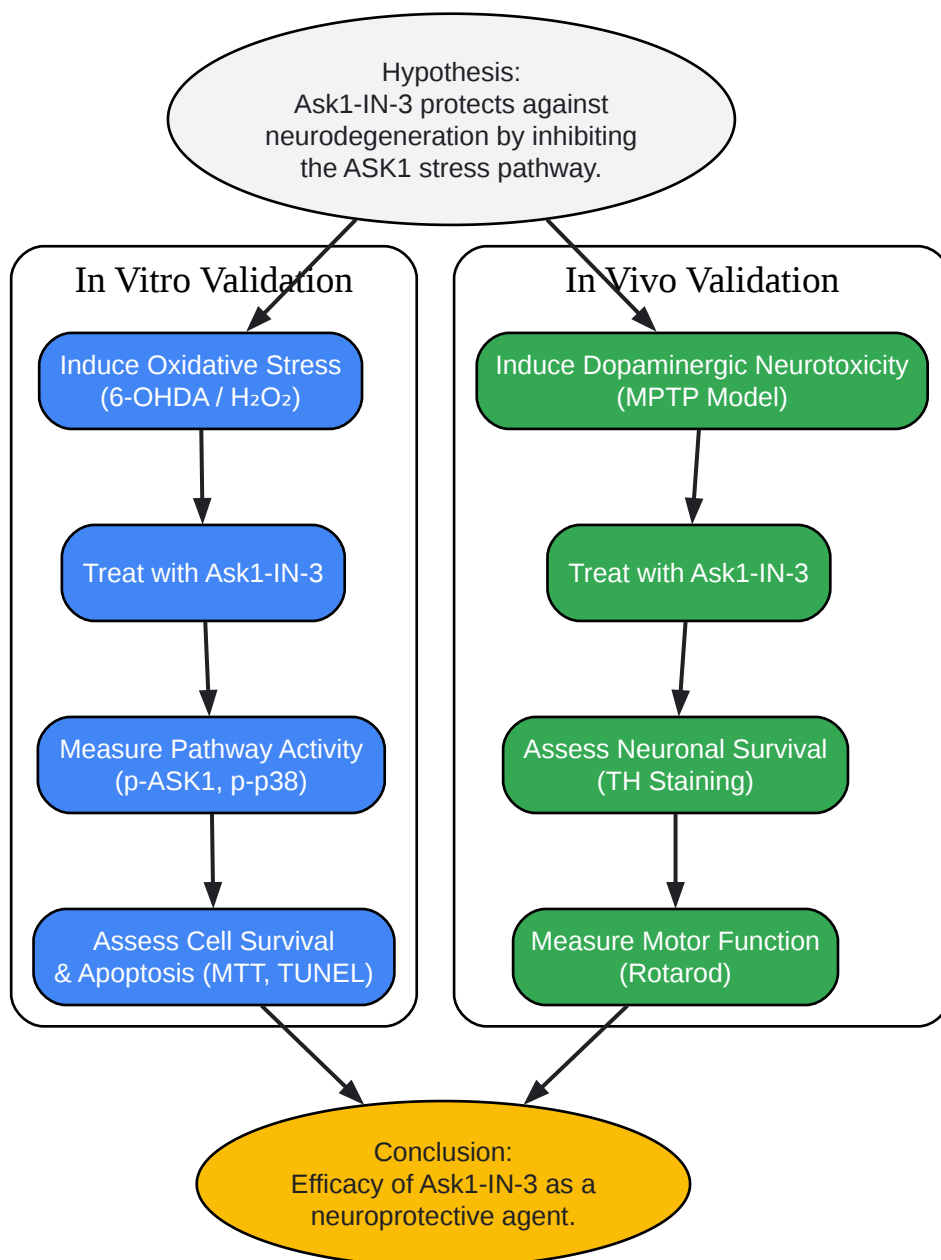 Hypothesis:
Ask1-IN-3 protects against
neurodegeneration by inhibiting
the ASK1 stress pathway.
In Vitro Validation
Induce Oxidative Stress
(6-OHDA / H₂O₂)
Treat with Ask1-IN-3
Measure Pathway Activity
(p-ASK1, p-p38)
Assess Cell Survival
& Apoptosis (MTT, TUNEL)
In Vivo Validation
Induce Dopaminergic Neurotoxicity
(MPTP Model)
Treat with Ask1-IN-3
Assess Neuronal Survival
(TH Staining)
Measure Motor Function
(Rotarod)
Conclusion:
Efficacy of Ask1-IN-3 as a
neuroprotective agent.